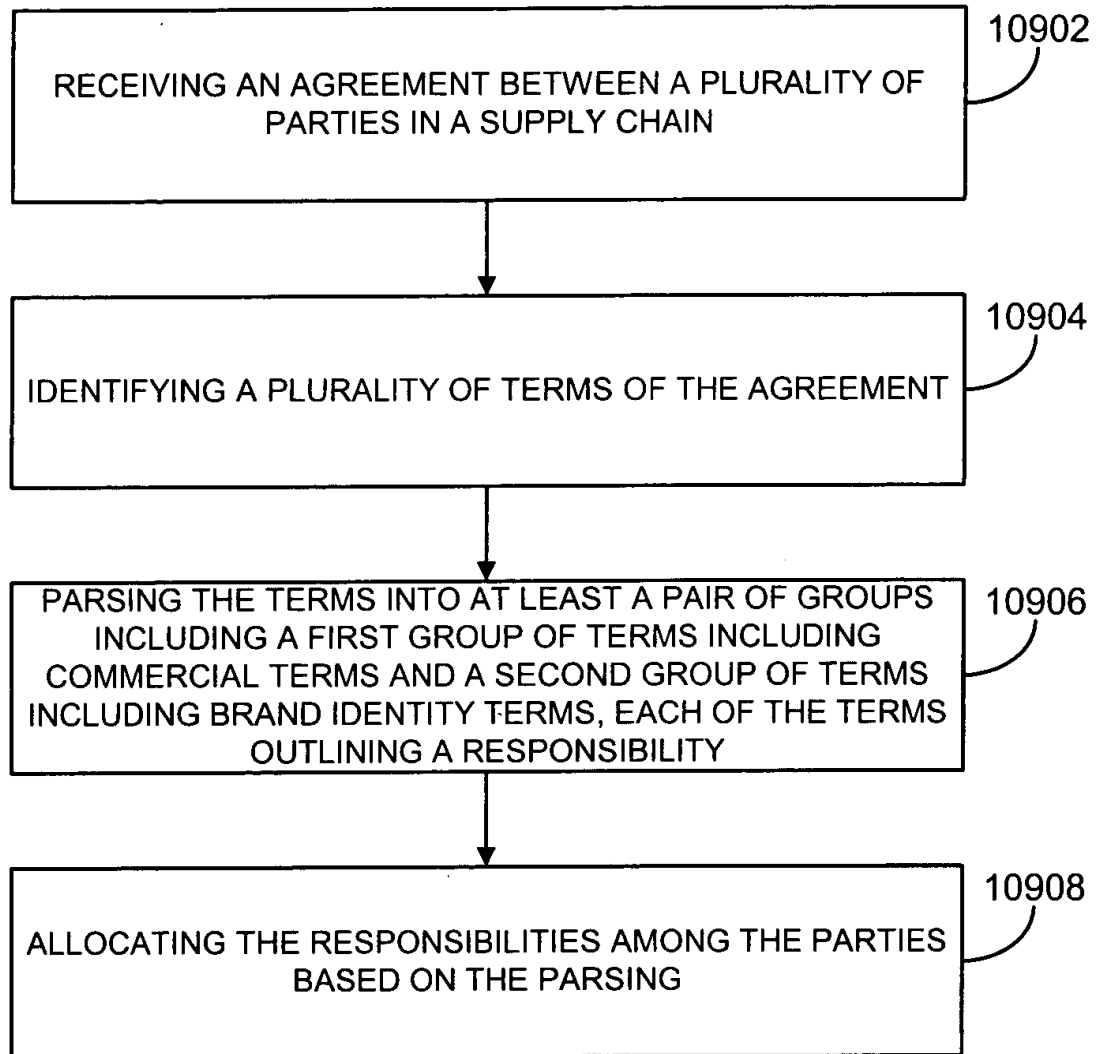 10902
RECEIVING AN AGREEMENT BETWEEN A PLURALITY OF
PARTIES IN A SUPPLY CHAIN
10904
IDENTIFYING A PLURALITY OF TERMS OF THE AGREEMENT
10906
PARSING THE TERMS INTO AT LEAST A PAIR OF GROUPS
INCLUDING A FIRST GROUP OF TERMS INCLUDING
COMMERCIAL TERMS AND A SECOND GROUP OF TERMS
INCLUDING BRAND IDENTITY TERMS, EACH OF THE TERMS
OUTLINING A RESPONSIBILITY
10908
ALLOCATING THE RESPONSIBILITIES AMONG THE PARTIES
BASED ON THE PARSING